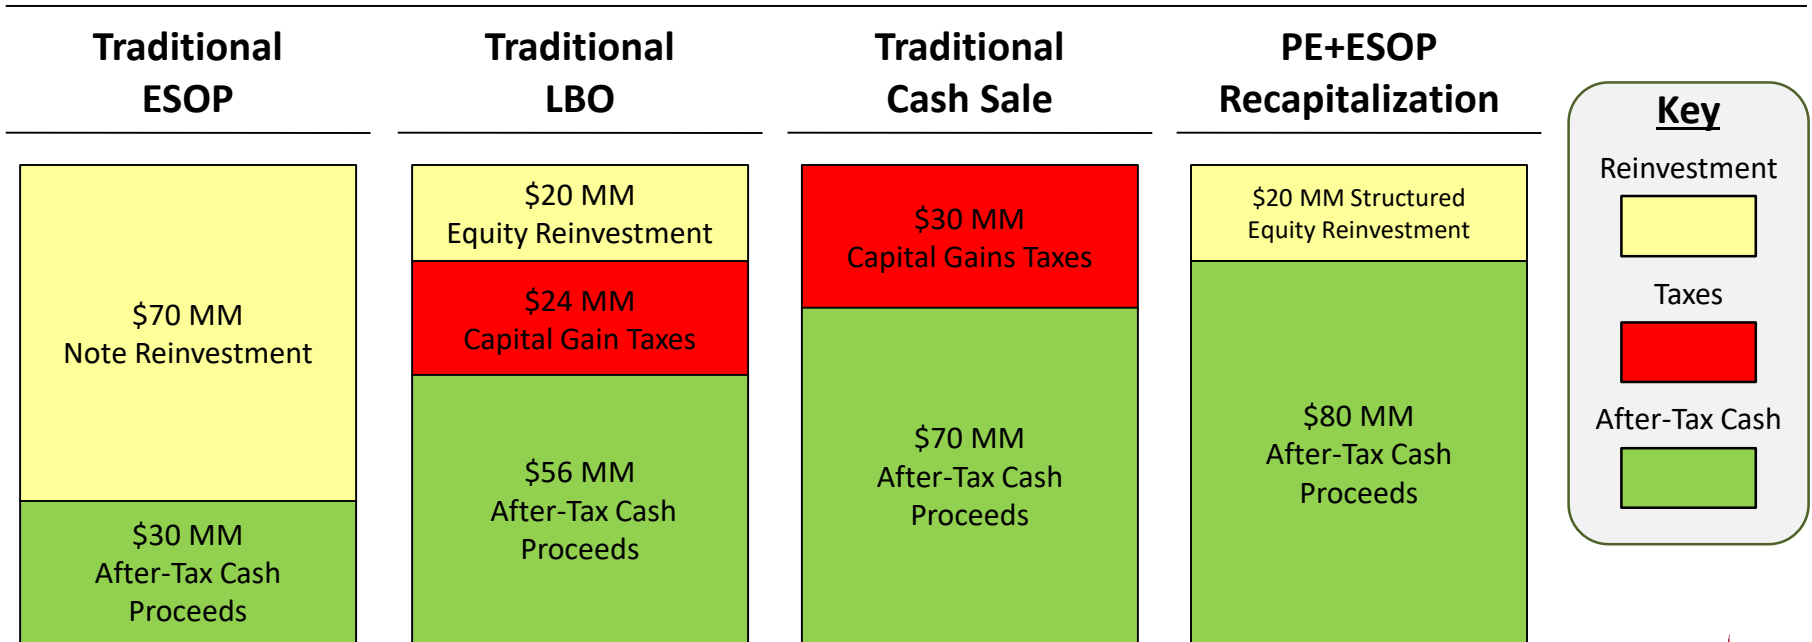 Traditional
ESOP
Traditional
LBO
Traditional
Cash Sale
PE+ESOP
Recapitalization
Key
Reinvestment
Taxes
After-Tax Cash
$70 MM
Note Reinvestment
$30 MM
After-Tax Cash
Proceeds
$20 MM
Equity Reinvestment
$24 MM
Capital Gain Taxes
$56 MM
After-Tax Cash
Proceeds
$30 MM
Capital Gains Taxes
$70 MM
After-Tax Cash
Proceeds
$20 MM Structured
Equity Reinvestment
$80 MM
After-Tax Cash
Proceeds